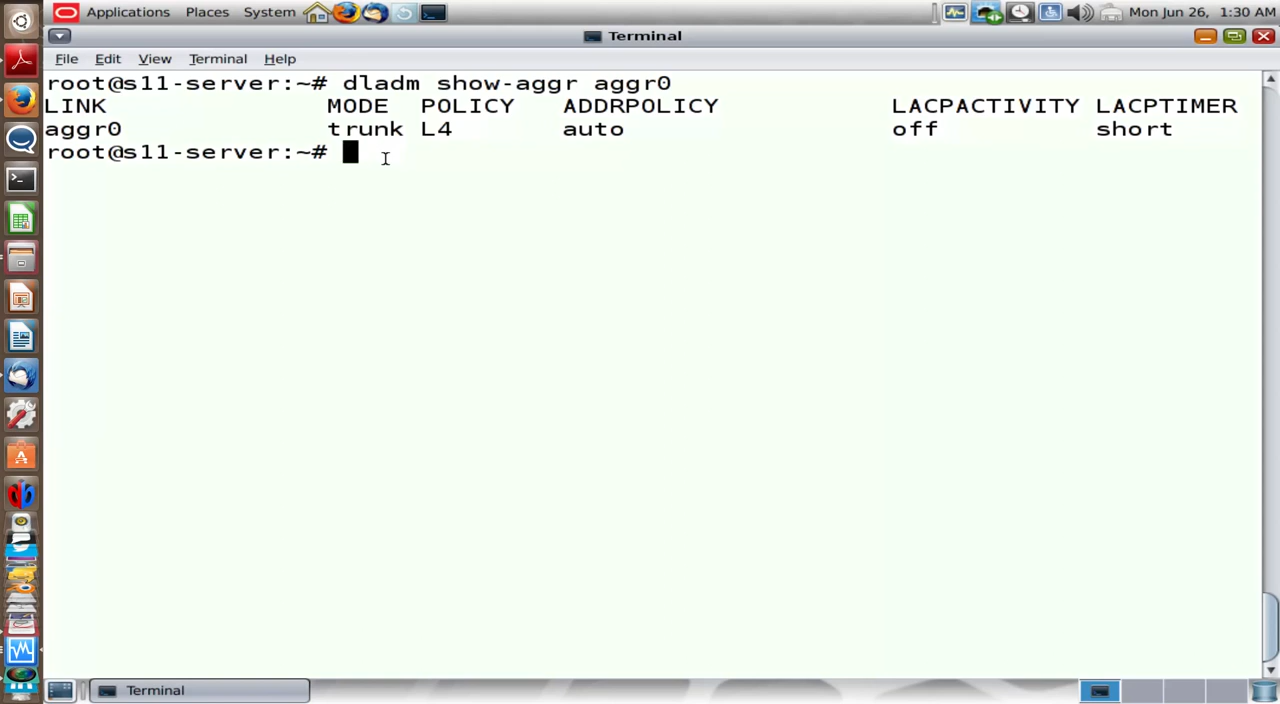 Applications Places System Mon Jun 26, 1:30 AM
Terminal
File Edit View Terminal Help
root@s11-server:~# dladm show-aggr aggr0
LINK MODE POLICY ADDRPOLICY LACPACTIVITY LACPTIMER
aggr0 trunk L4 auto off short
root@s11-server:~#
Terminal